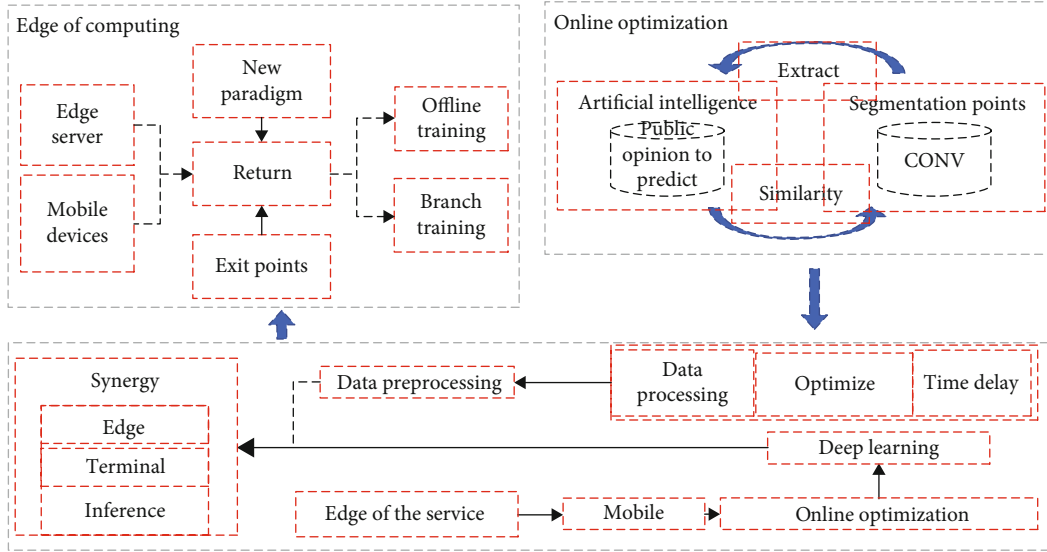 Edge of computing
New
paradigm
Edge
server
Offline
training
Return
Mobile
devices
Branch
training
Exit points
Online optimization
Extract
Artificial intelligence
Public
opinion to
predict
Segmentation points
CONV
Similarity
Synergy
Edge
Terminal
Inference
Data preprocessing
Data
processing
Optimize
Time delay
Deep learning
Edge of the service
Mobile
Online optimization